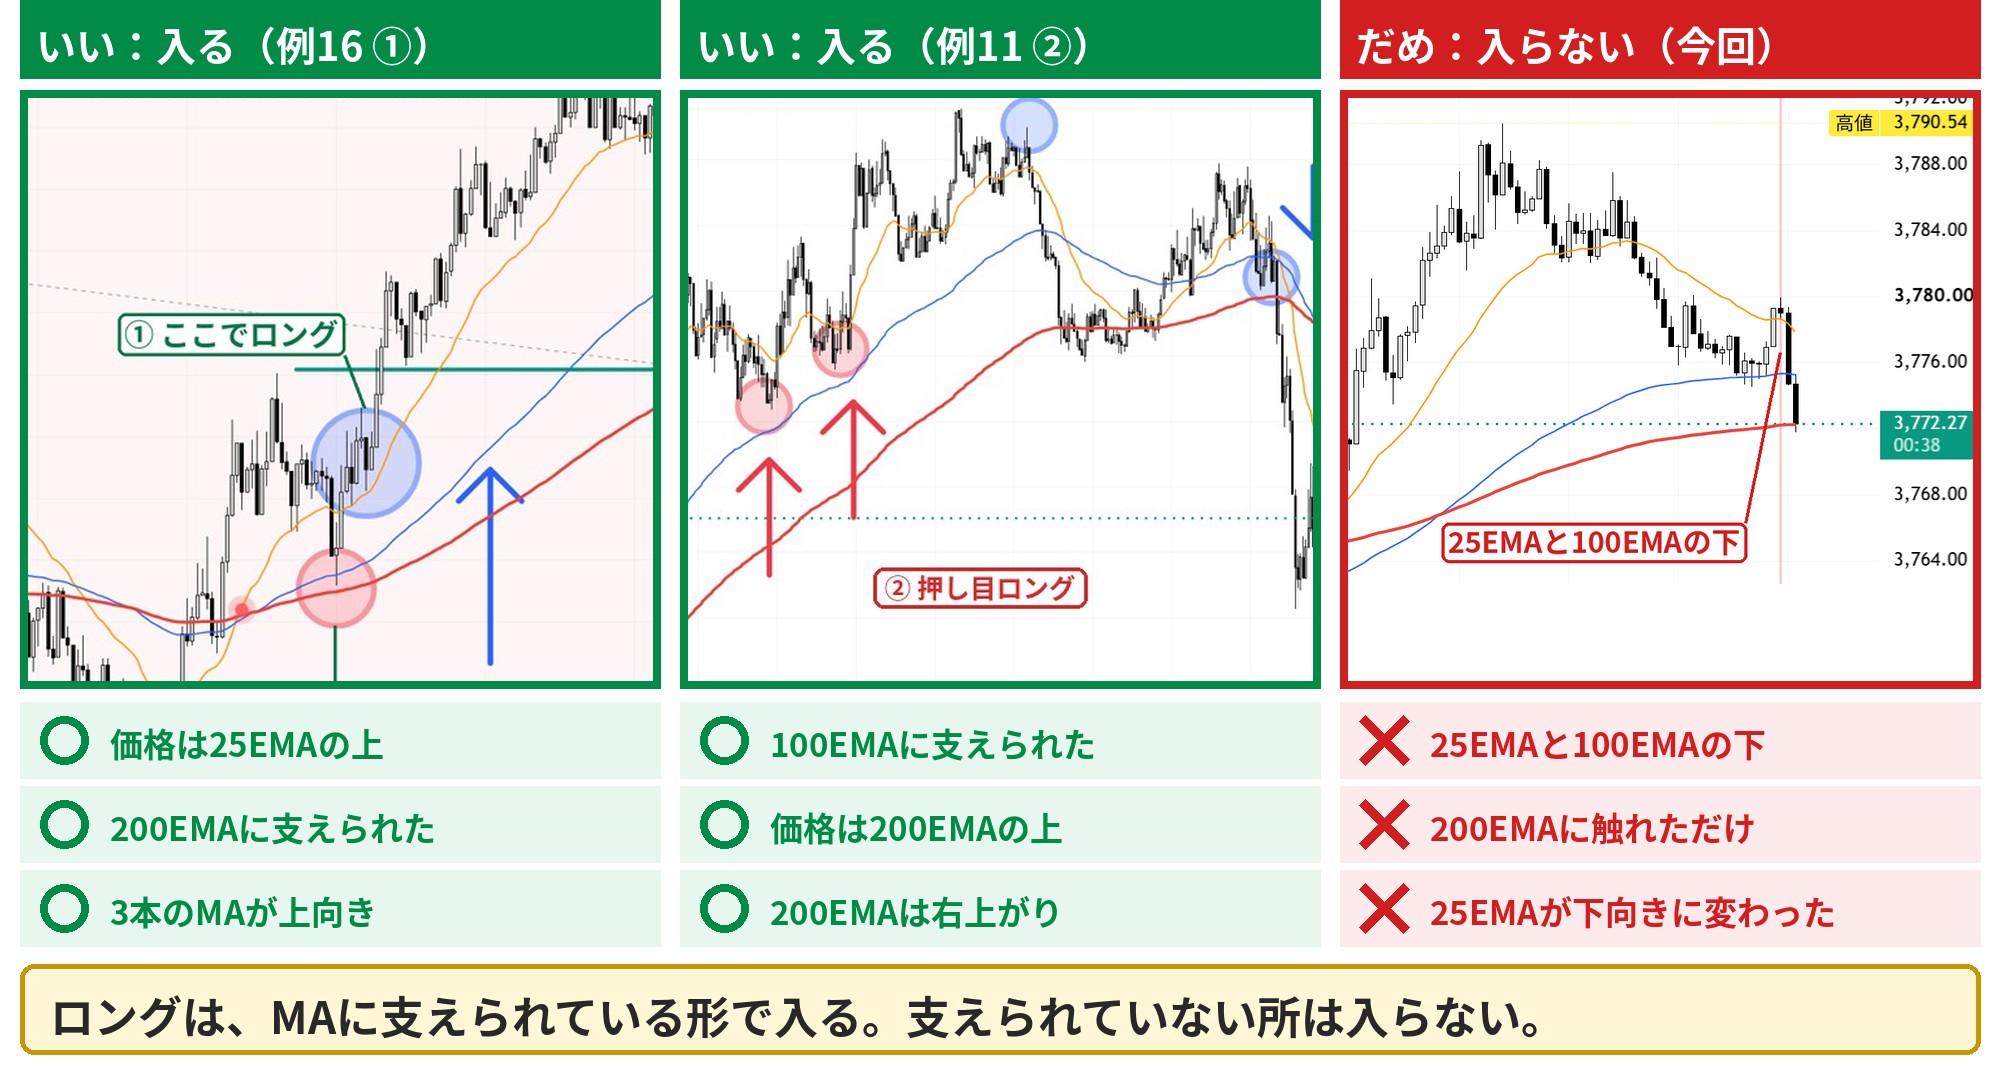 いい：入る（例16 ①）
いい：入る（例11 ②）
だめ：入らない（今回）
① ここでロング
② 押し目ロング
3,792.00
高値 3,790.54
3,788.00
3,784.00
3,780.00
3,776.00
3,772.27
00:38
3,768.00
3,764.00
25EMAと100EMAの下
価格は25EMAの上
200EMAに支えられた
3本のMAが上向き
100EMAに支えられた
価格は200EMAの上
200EMAは右上がり
25EMAと100EMAの下
200EMAに触れただけ
25EMAが下向きに変わった
ロングは、MAに支えられている形で入る。支えられていない所は入らない。